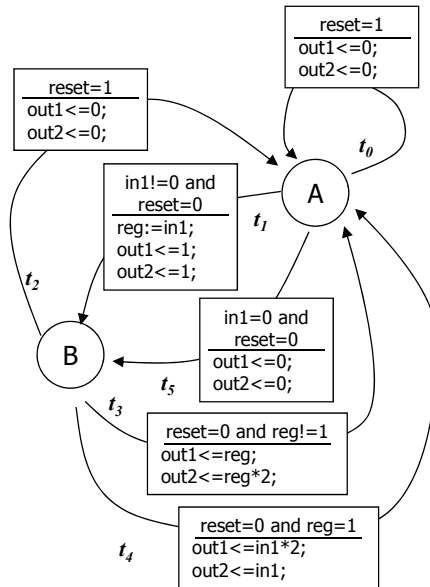 reset=1
out1<=0;
out2<=0;
t0
reset=1
out1<=0;
out2<=0;
A
in1!=0 and
reset=0
reg:=in1;
out1<=1;
out2<=1;
t1
t2
B
in1=0 and
reset=0
out1<=0;
out2<=0;
t5
t3
reset=0 and reg!=1
out1<=reg;
out2<=reg*2;
reset=0 and reg=1
out1<=in1*2;
out2<=in1;
t4